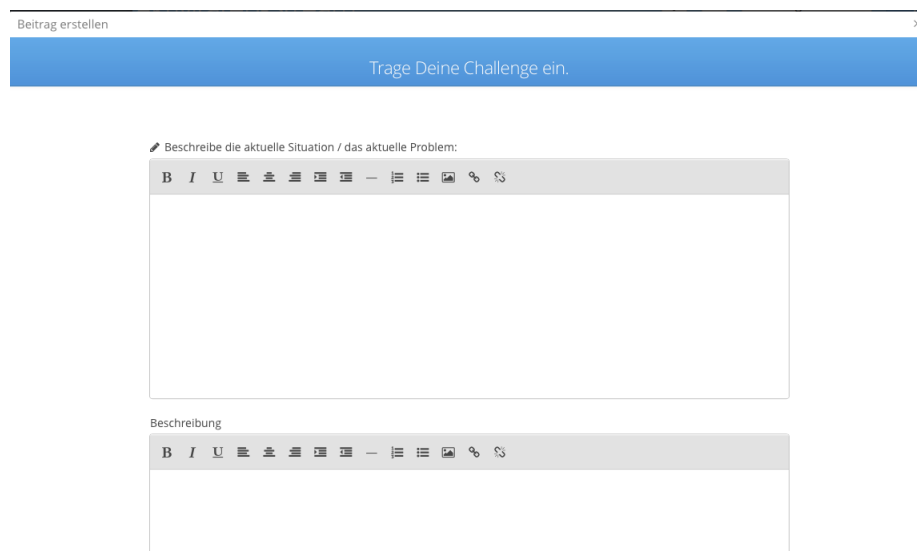 Beitrag erstellen
Trage Deine Challenge ein.
Beschreibe die aktuelle Situation / das aktuelle Problem:
B I U
Beschreibung
B I U